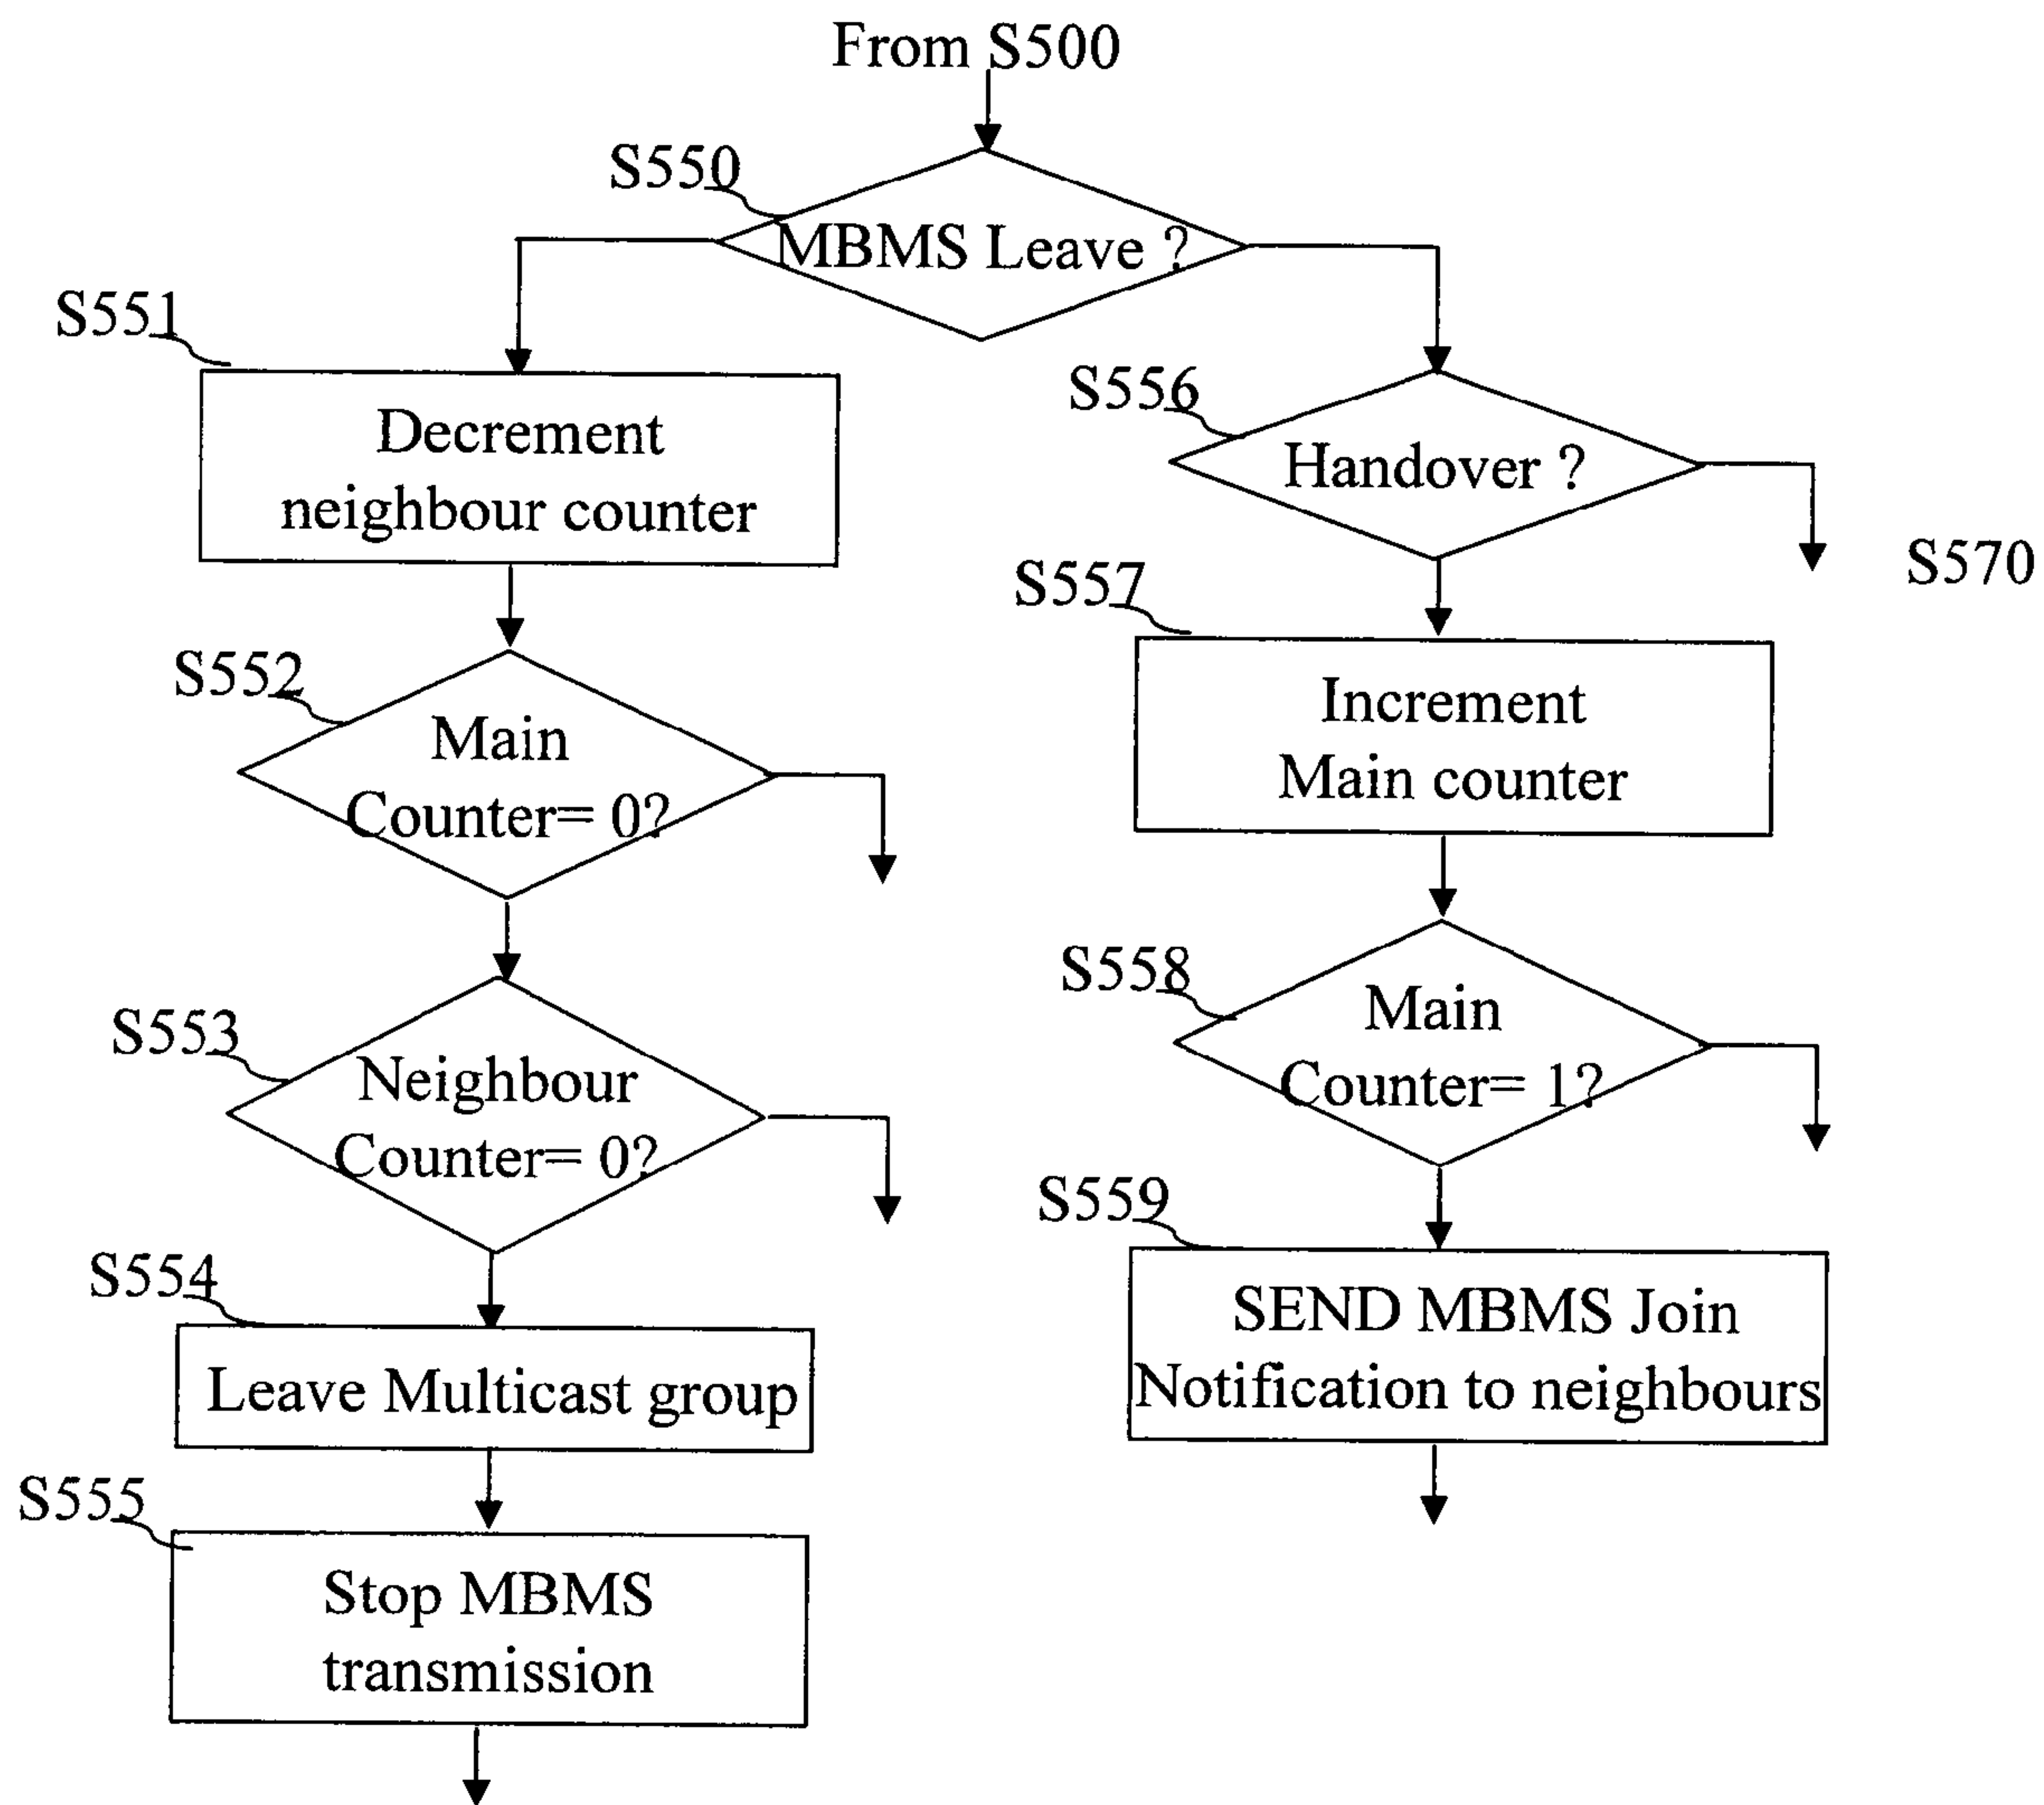 From S500
S550
MBMS Leave ?
S551
Decrement
neighbour counter
S556
Handover ?
S570
S557
Increment
Main counter
S552
Main
Counter= 0?
S558
Main
Counter= 1?
S553
Neighbour
Counter= 0?
S559
SEND MBMS Join
Notification to neighbours
S554
Leave Multicast group
S555
Stop MBMS
transmission